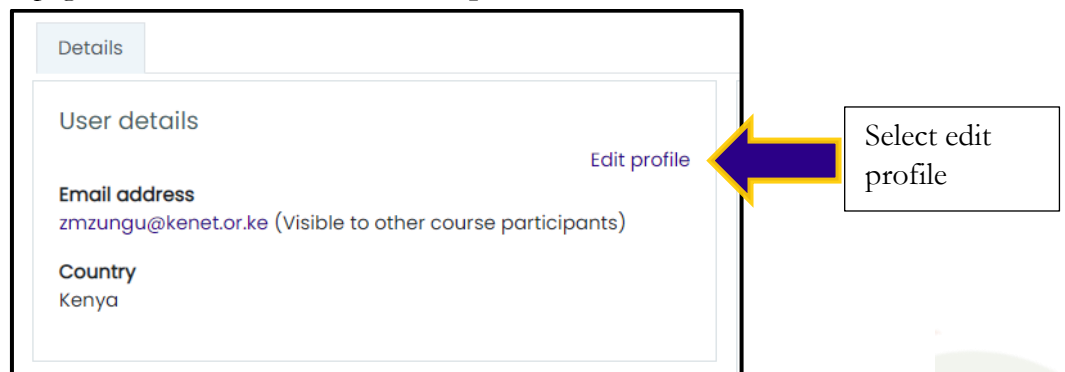 Details
User details
Edit profile
Email address
zmzungu@kenet.or.ke (Visible to other course participants)
Country
Kenya
Select edit
profile